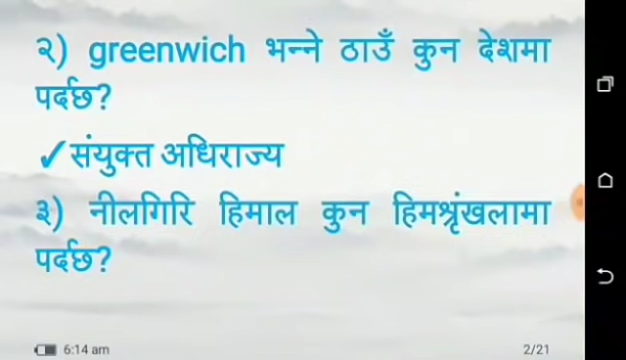 २) greenwich भन्ने ठाउँ कुन देशमा
पर्दछ?
✓संयुक्त अधिराज्य
३) नीलगिरि हिमाल कुन हिमश्रृंखलामा
पर्दछ?
6:14 am 2/21